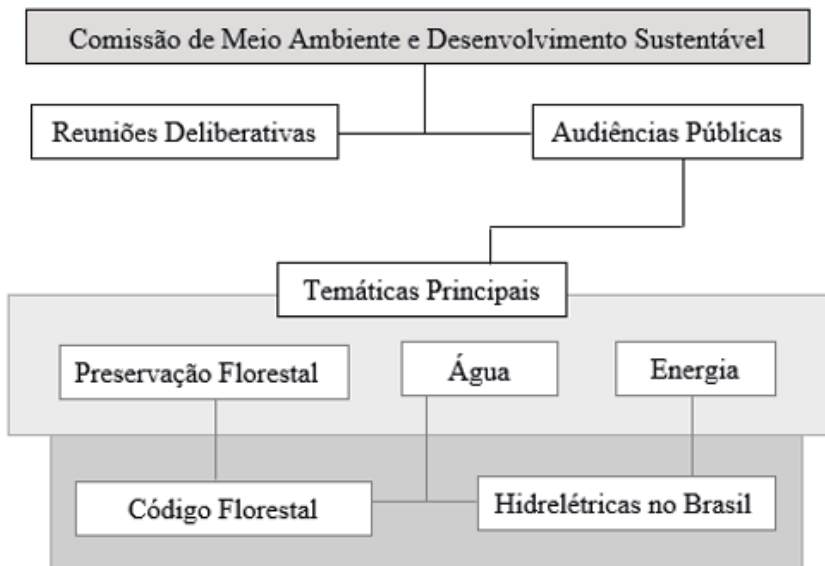 Comissão de Meio Ambiente e Desenvolvimento Sustentável
Reuniões Deliberativas
Audiências Públicas
Temáticas Principais
Preservação Florestal
Água
Energia
Código Florestal
Hidrelétricas no Brasil